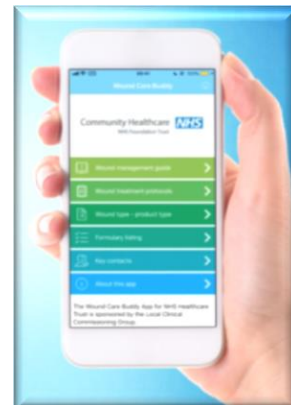 Wound Care Buddy
Community Healthcare NHS
NHS Foundation Trust
Wound management guide
Wound treatment protocols
Wound type - product type
Formulary listing
Key contacts
About this app
The Wound Care Buddy App for NHS Healthcare
Trust is sponsored by the Local Clinical
Commissioning Group.